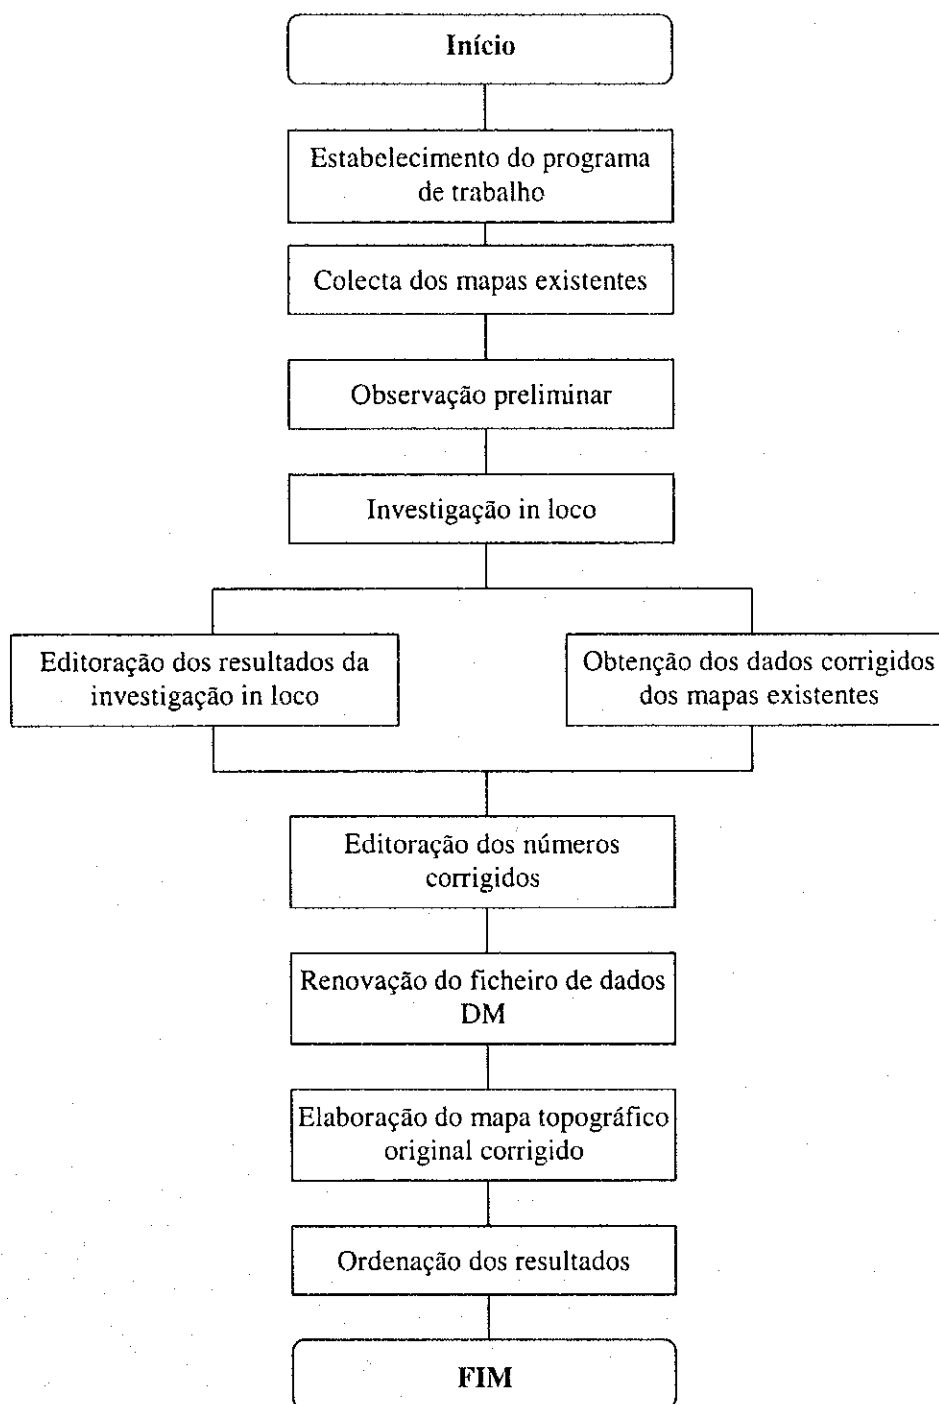 Início
Estabelecimento do programa
de trabalho
Colecta dos mapas existentes
Observação preliminar
Investigação in loco
Editoração dos resultados da
investigação in loco
Obtenção dos dados corrigidos
dos mapas existentes
Editoração dos números
corrigidos
Renovação do ficheiro de dados
DM
Elaboração do mapa topográfico
original corrigido
Ordenação dos resultados
FIM